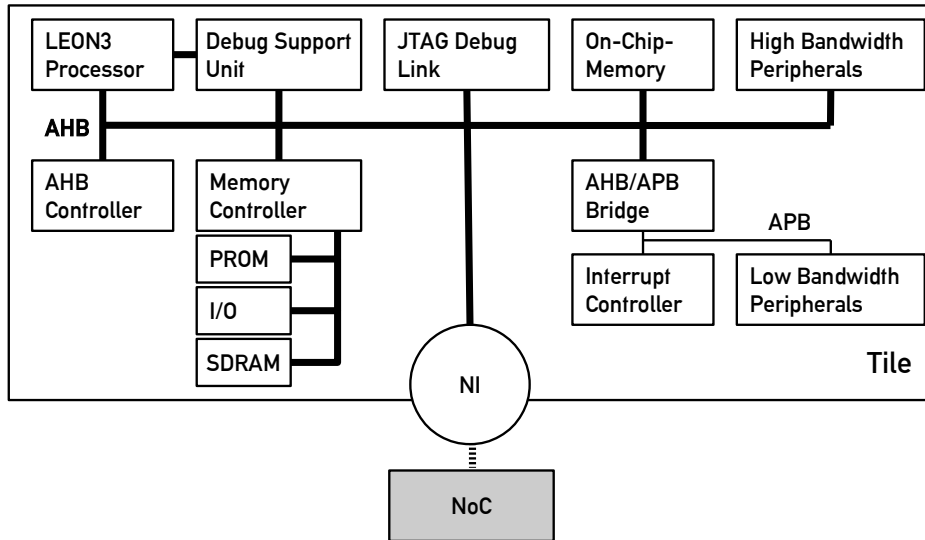 LEON3
Processor
Debug Support
Unit
JTAG Debug
Link
On-Chip-
Memory
High Bandwidth
Peripherals
AHB
AHB
Controller
Memory
Controller
AHB/APB
Bridge
APB
PROM
I/O
SDRAM
Interrupt
Controller
Low Bandwidth
Peripherals
Tile
NI
NoC